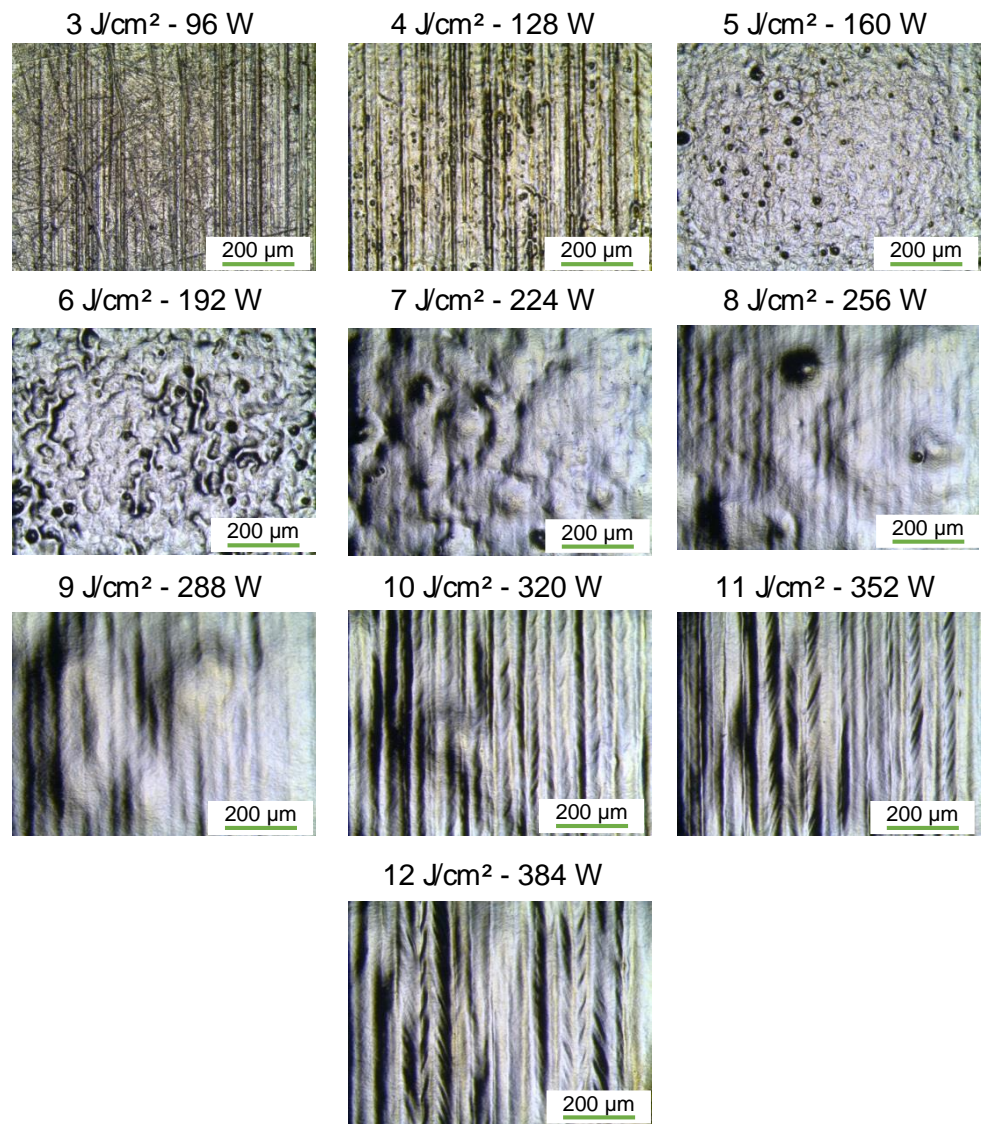 3 J/cm² - 96 W
4 J/cm² - 128 W
5 J/cm² - 160 W
200 µm
200 µm
200 µm
6 J/cm² - 192 W
7 J/cm² - 224 W
8 J/cm² - 256 W
200 µm
200 µm
200 µm
9 J/cm² - 288 W
10 J/cm² - 320 W
11 J/cm² - 352 W
200 µm
200 µm
200 µm
12 J/cm² - 384 W
200 µm